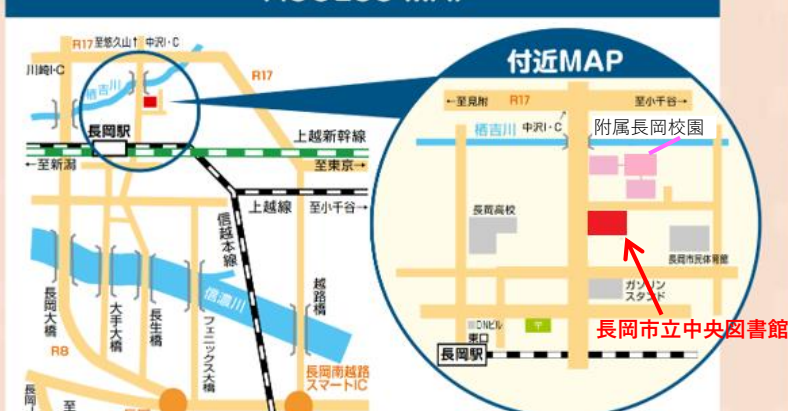 R17 至悠久山↑ 中沢I・C
川崎I・C
栖吉川
R17
長岡駅
上越新幹線
←至新潟
至東京→
上越線
至小千谷→
信越本線
信濃川
長岡大橋
大手大橋
長生橋
フェニックス大橋
越路橋
R8
長岡南越路
スマートIC
付近MAP
←至見附
R17
至小千谷→
栖吉川
中沢I・C
附属長岡校園
長岡高校
長岡市民体育館
ガソリン
スタンド
長岡市立中央図書館
DNビル
〒
東口
長岡駅